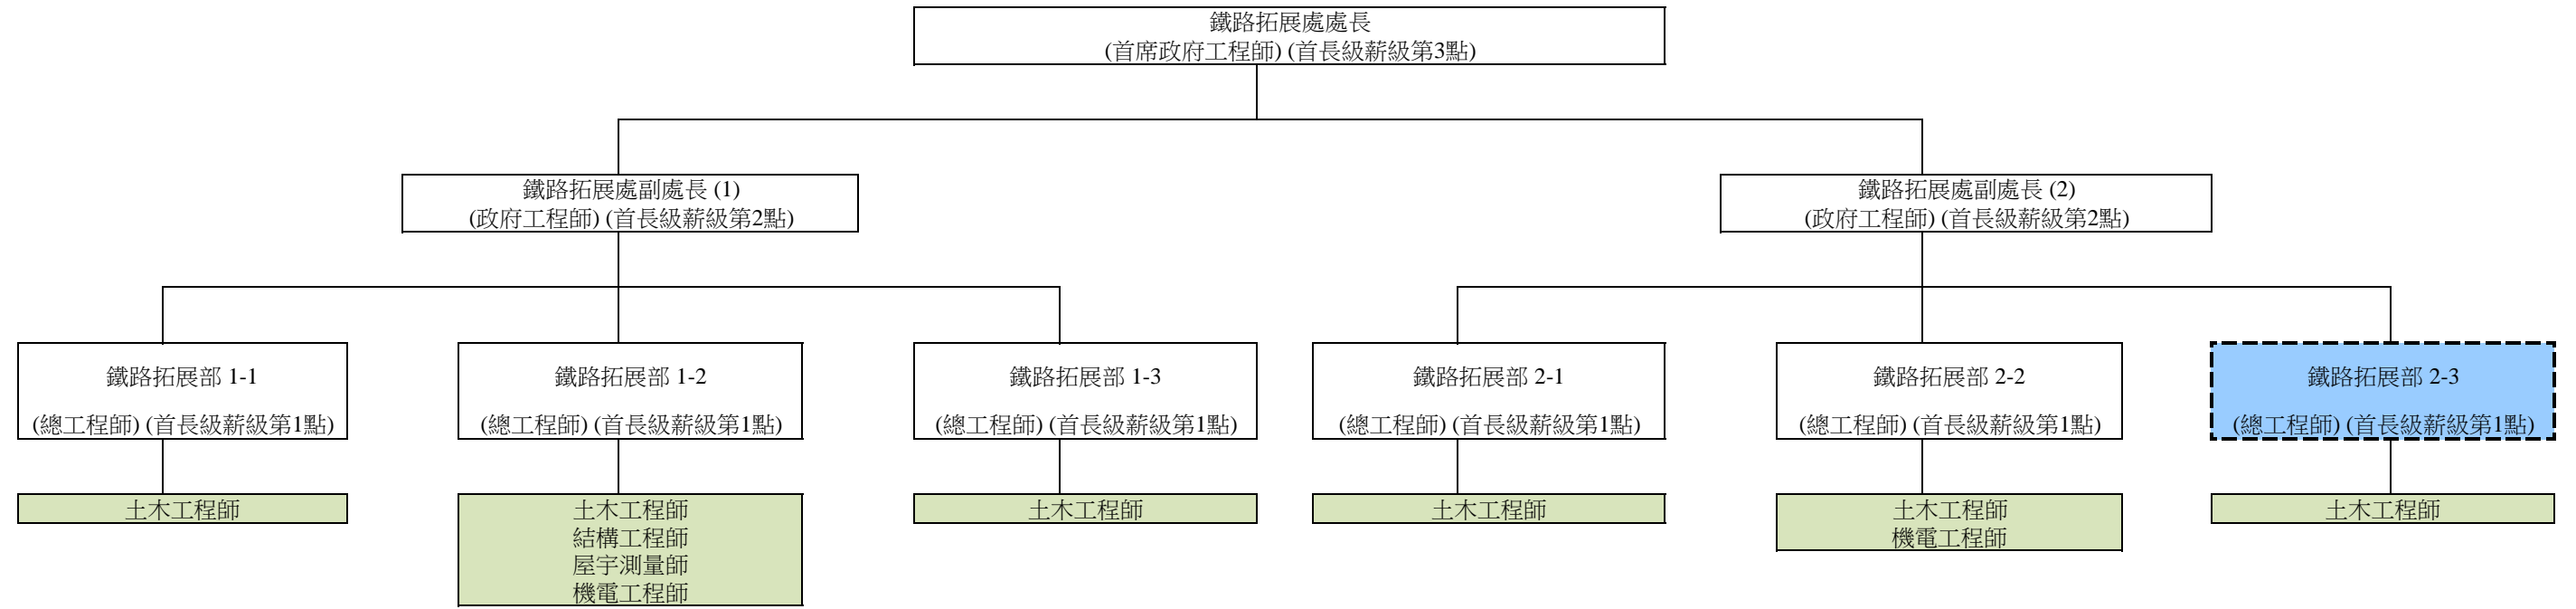 鐵路拓展處處長
(首席政府工程師) (首長級薪級第3點)
鐵路拓展處副處長 (1)
(政府工程師) (首長級薪級第2點)
鐵路拓展處副處長 (2)
(政府工程師) (首長級薪級第2點)
鐵路拓展部 1-1
(總工程師) (首長級薪級第1點)
鐵路拓展部 1-2
(總工程師) (首長級薪級第1點)
鐵路拓展部 1-3
(總工程師) (首長級薪級第1點)
鐵路拓展部 2-1
(總工程師) (首長級薪級第1點)
鐵路拓展部 2-2
(總工程師) (首長級薪級第1點)
鐵路拓展部 2-3
(總工程師) (首長級薪級第1點)
土木工程師
土木工程師
結構工程師
屋宇測量師
機電工程師
土木工程師
土木工程師
土木工程師
機電工程師
土木工程師